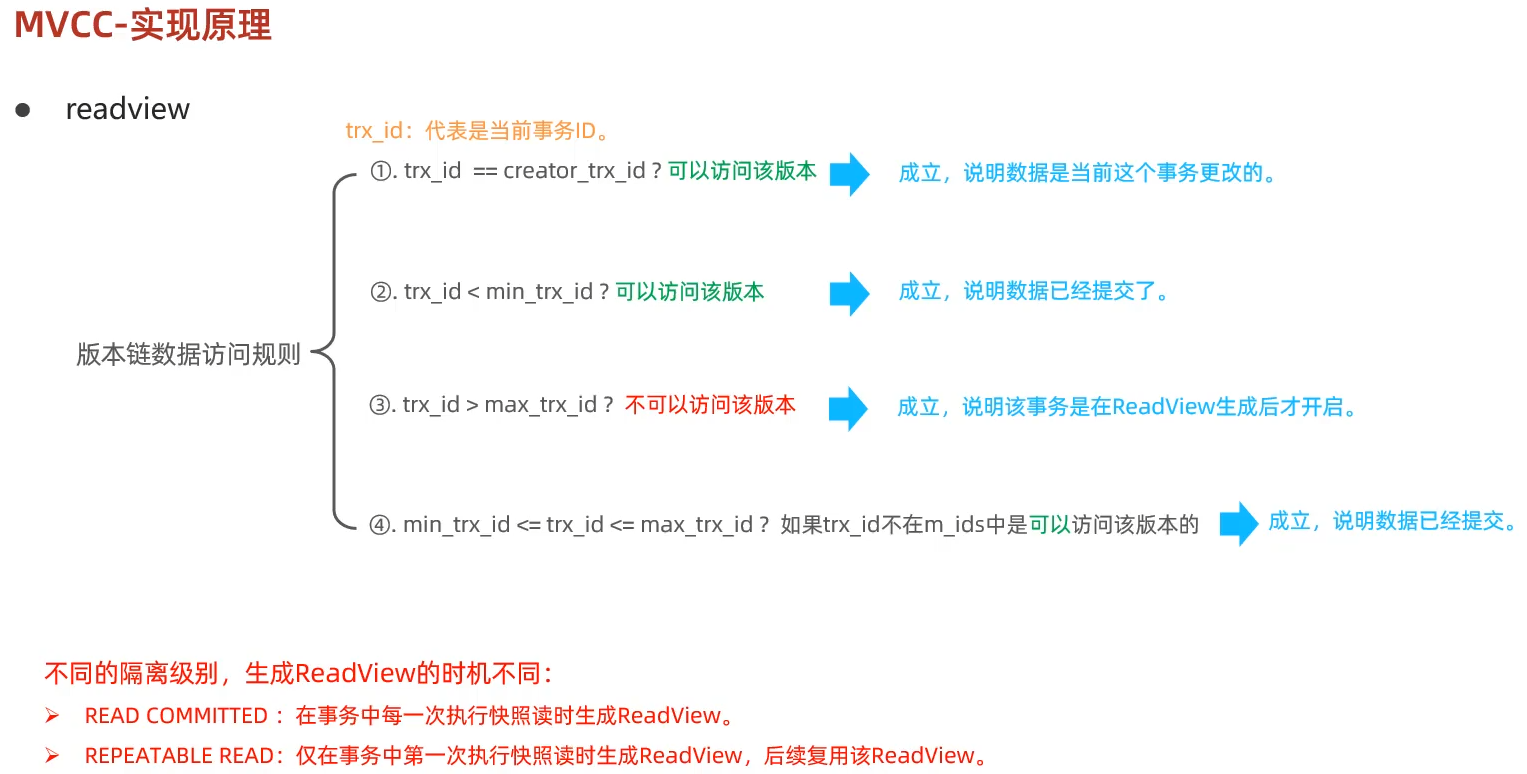 MVCC-实现原理
● readview
trx_id：代表是当前事务ID。
①. trx_id == creator_trx_id ? 可以访问该版本 成立，说明数据是当前这个事务更改的。
②. trx_id < min_trx_id ? 可以访问该版本 成立，说明数据已经提交了。
版本链数据访问规则
③. trx_id > max_trx_id ? 不可以访问该版本 成立，说明该事务是在ReadView生成后才开启。
④. min_trx_id <= trx_id <= max_trx_id ? 如果trx_id不在m_ids中是可以访问该版本的 成立，说明数据已经提交。
不同的隔离级别，生成ReadView的时机不同：
➢ READ COMMITTED ：在事务中每一次执行快照读时生成ReadView。
➢ REPEATABLE READ：仅在事务中第一次执行快照读时生成ReadView，后续复用该ReadView。